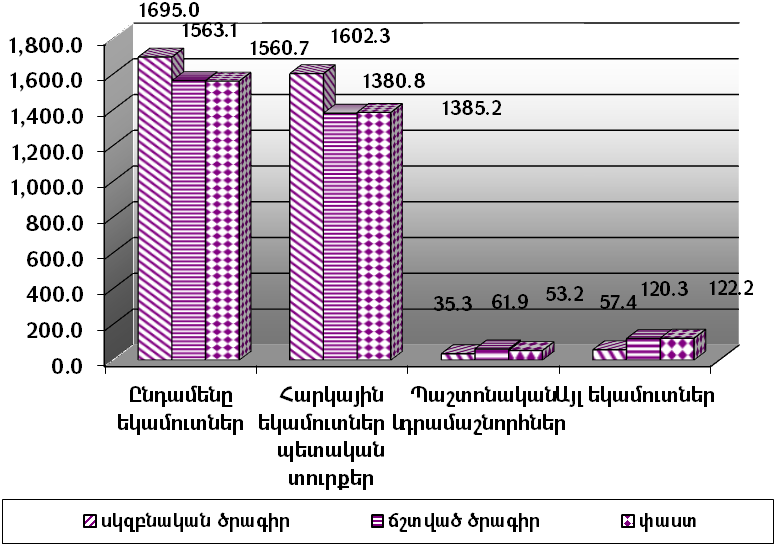 1695.0
1563.1
1560.7
1602.3
1380.8
1385.2
35.3
61.9
53.2
57.4
120.3
122.2
1,800.0
1,600.0
1,400.0
1,200.0
1,000.0
800.0
600.0
400.0
200.0
0.0
Ընդամենը
եկամուտներ
Հարկային
եկամուտներ և
պետական
տուրքեր
Պաշտոնական
դրամաշնորհներ
Այլ եկամուտներ
սկզբնական ծրագիր
ճշտված ծրագիր
փաստ